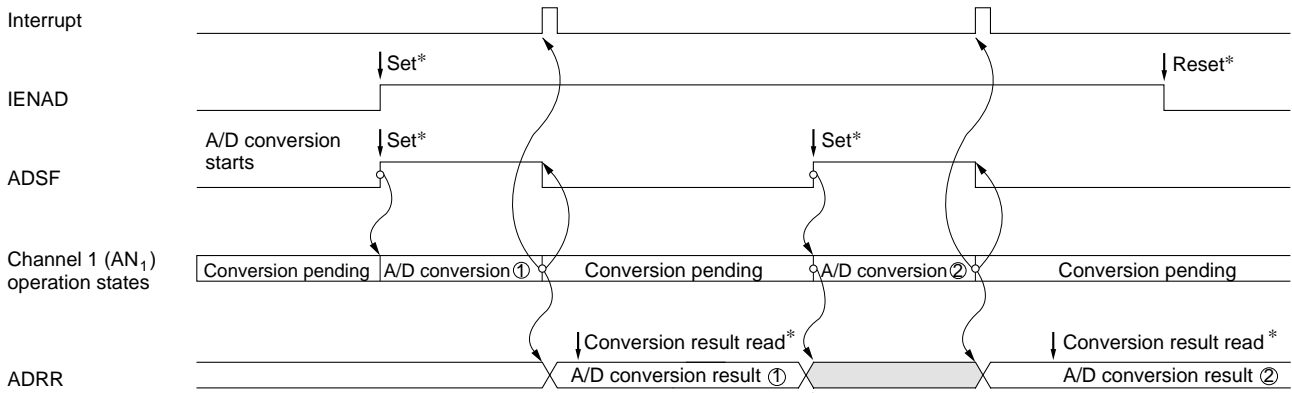 Interrupt
Set*
Reset*
IENAD
A/D conversion
starts
Set*
Set*
ADSF
Channel 1 (AN1)
operation states
Conversion pending
A/D conversion ①
Conversion pending
A/D conversion ②
Conversion pending
Conversion result read*
Conversion result read *
ADRR
A/D conversion result ①
A/D conversion result ②